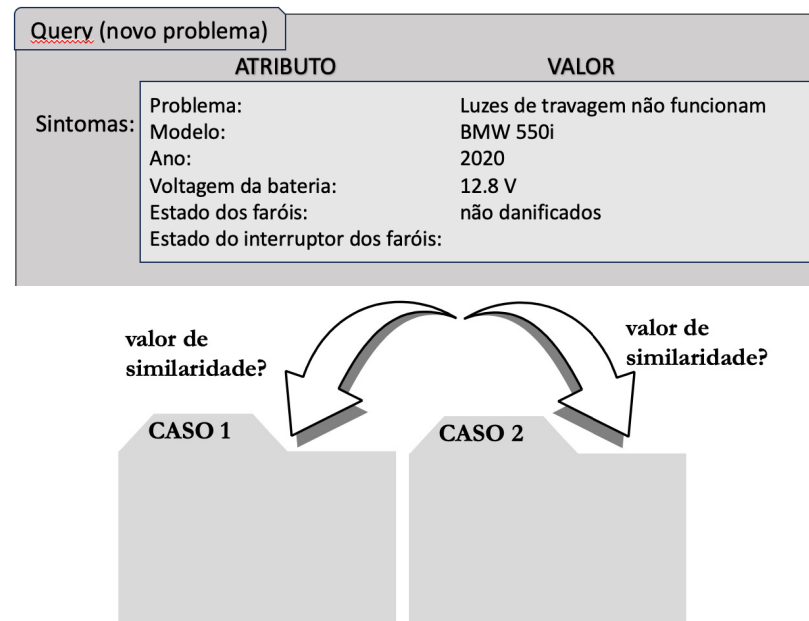 Query (novo problema)
ATRIBUTO VALOR
Sintomas:
Problema: Luzes de travagem não funcionam
Modelo: BMW 550i
Ano: 2020
Voltagem da bateria: 12.8 V
Estado dos faróis: não danificados
Estado do interruptor dos faróis:
valor de
similaridade?
valor de
similaridade?
CASO 1
CASO 2